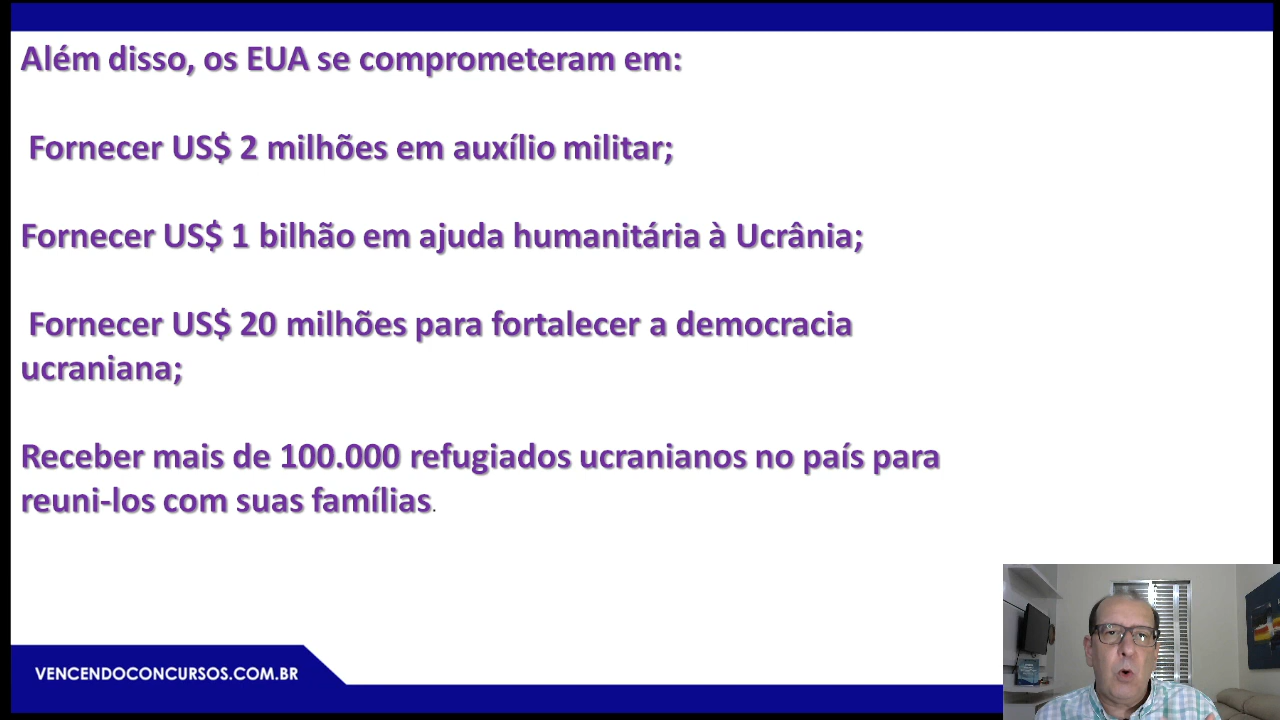 Além disso, os EUA se comprometeram em:
Fornecer US$ 2 milhões em auxílio militar;
Fornecer US$ 1 bilhão em ajuda humanitária à Ucrânia;
Fornecer US$ 20 milhões para fortalecer a democracia
ucraniana;
Receber mais de 100.000 refugiados ucranianos no país para
reuni-los com suas famílias.
VENCENDOCONCURSOS.COM.BR